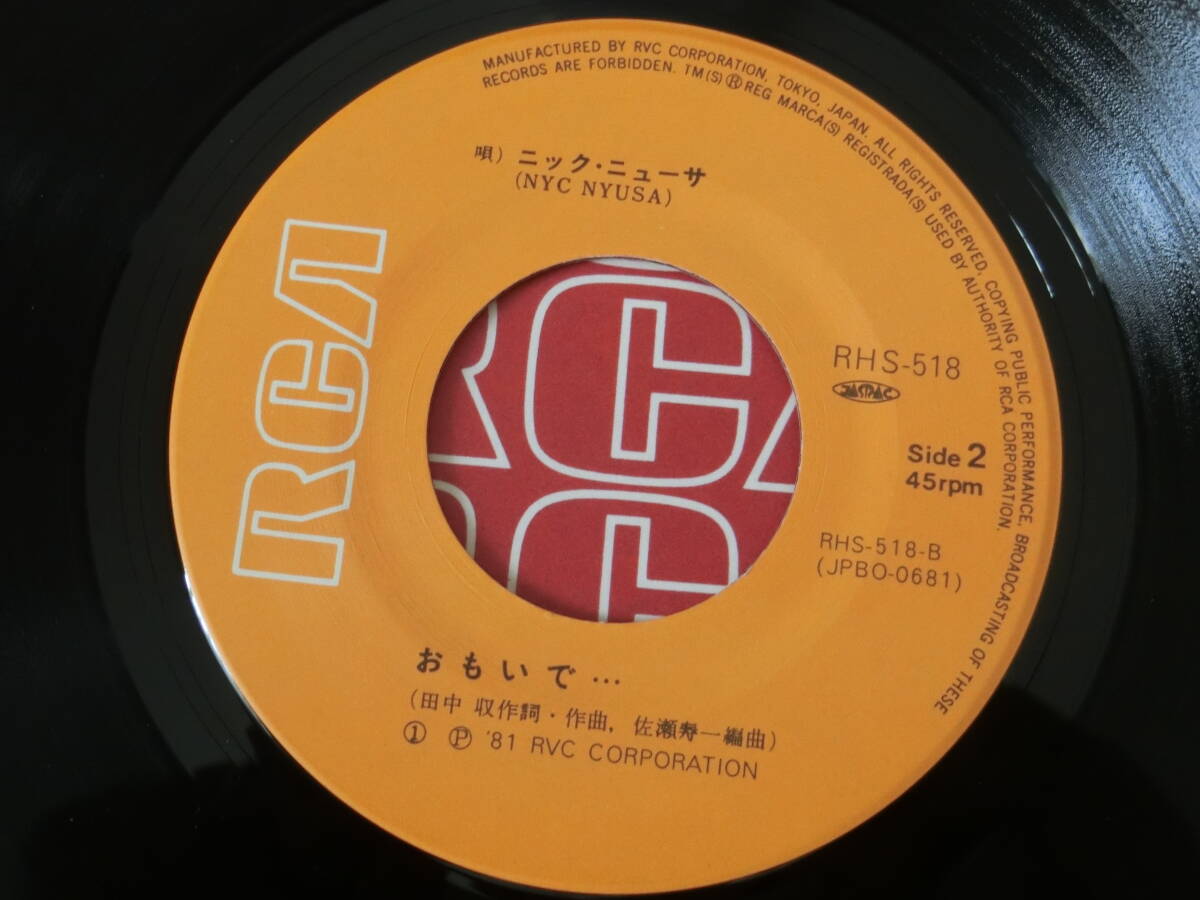 MANUFACTURED BY RVC CORPORATION, TOKYO, JAPAN. ALL RIGHTS RESERVED, COPYING PUBLIC PERFORMANCE, BROADCASTING OF THESE
RECORDS ARE FORBIDDEN. TM(S)®REG MARCA(S) REGISTRADA(S) USED BY AUTHORITY OF RCA CORPORATION.
唄) ニック・ニューサ
(NYC NYUSA)
RCA
RCA
RHS-518
JASRAC
Side 2
45rpm
RHS-518-B
(JPBO-0681)
おもいで…
(田中 収作詞・作曲, 佐瀬寿一編曲)
① Ⓟ '81 RVC CORPORATION